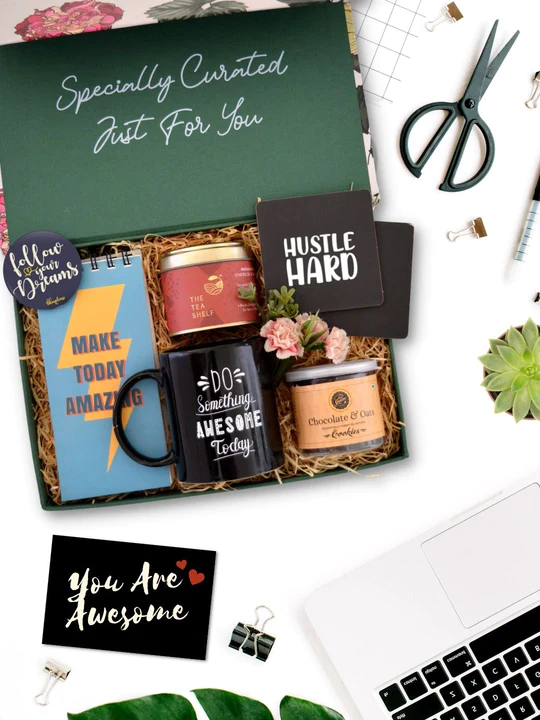 Specially Curated
Just For You
follow
your
Dreams
MAKE
TODAY
AMAZING
THE
TEA
SHELF
HUSTLE
HARD
DO
Something
AWESOME
Today
Chocolate & Oats
Cookies
You Are
Awesome